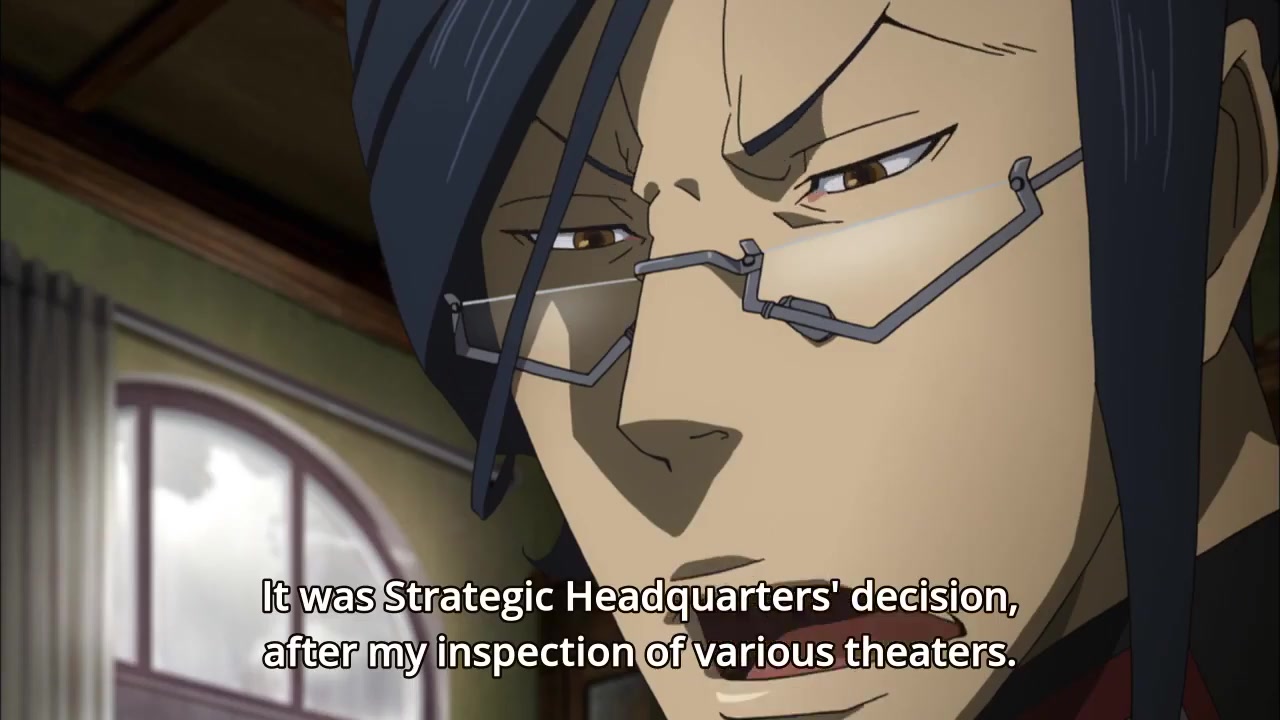 It was Strategic Headquarters' decision,
after my inspection of various theaters.